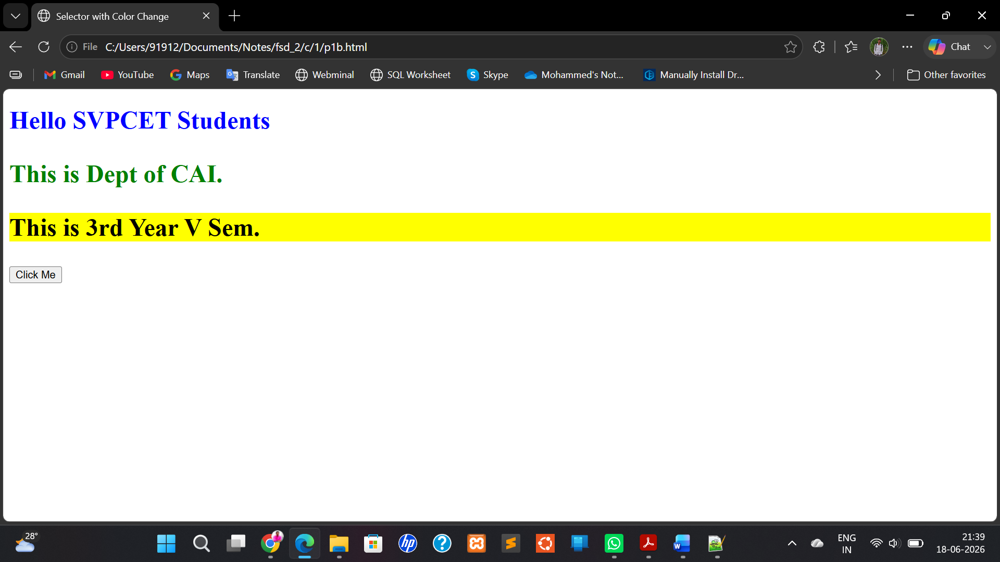 Selector with Color Change
File C:/Users/91912/Documents/Notes/fsd_2/c/1/p1b.html
Chat
Gmail YouTube Maps Translate Webminal SQL Worksheet Skype Mohammed's Not... Manually Install Dr... Other favorites
Hello SVPCET Students
This is Dept of CAI.
This is 3rd Year V Sem.
Click Me
28°
hp
ENG
IN
21:39
18-06-2026